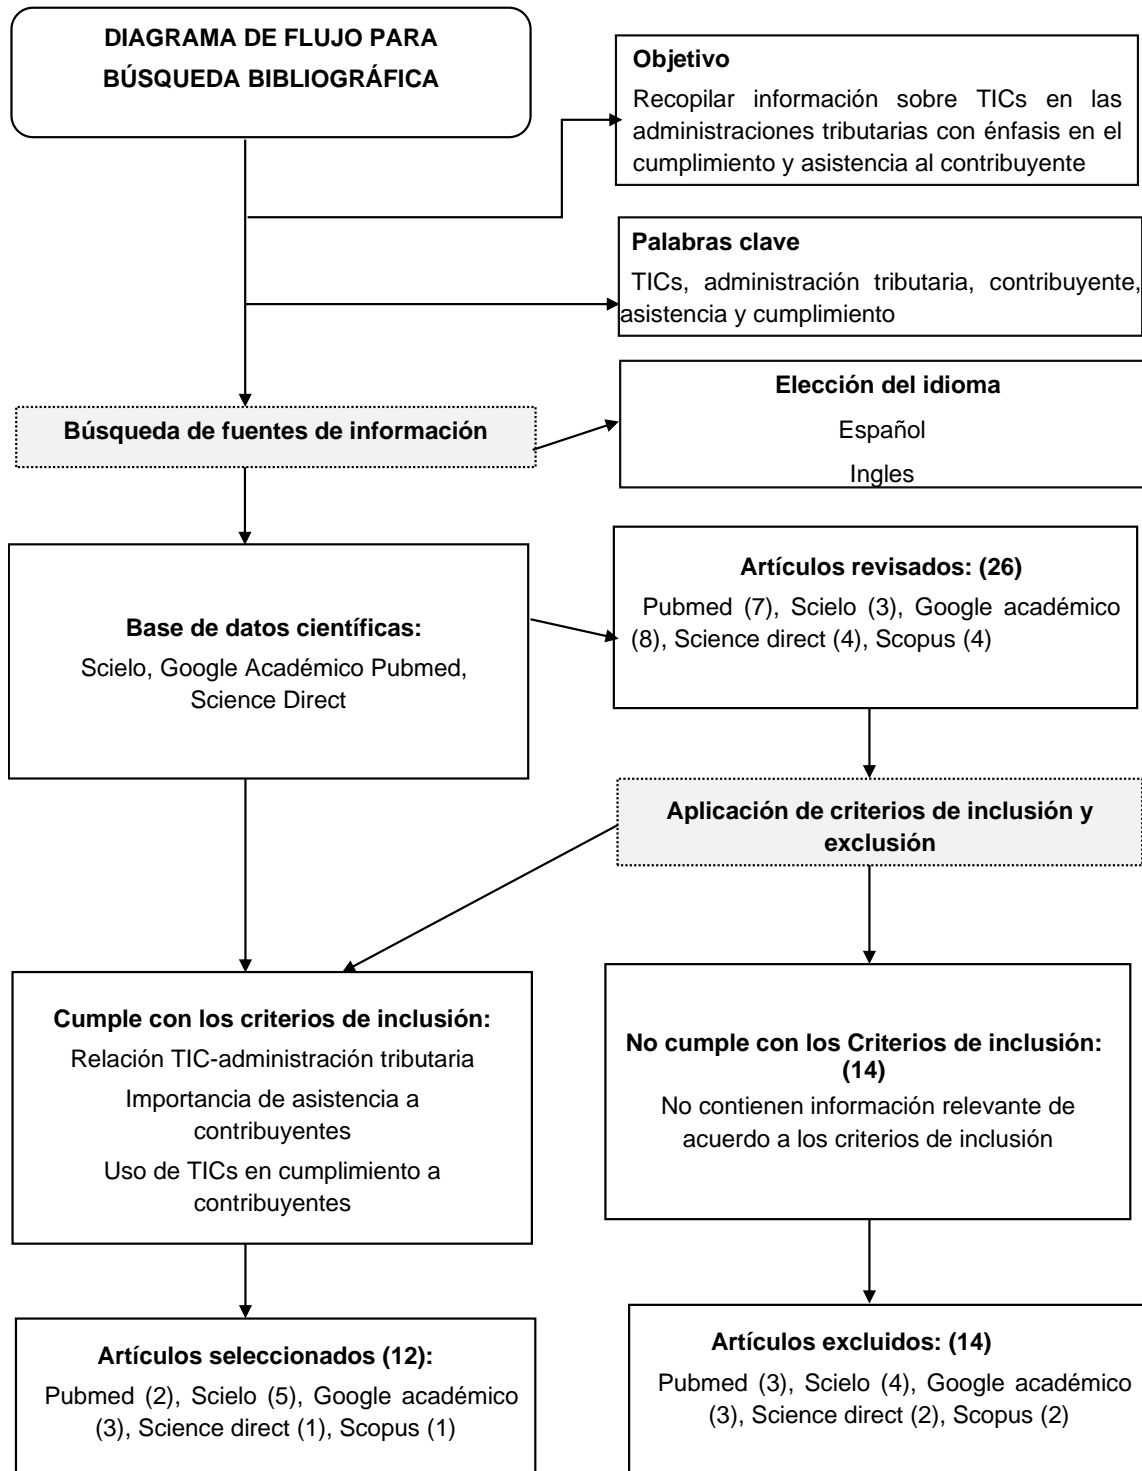 DIAGRAMA DE FLUJO PARA
BÚSQUEDA BIBLIOGRÁFICA
Objetivo
Recopilar información sobre TICs en las
administraciones tributarias con énfasis en el
cumplimiento y asistencia al contribuyente
Palabras clave
TICs, administración tributaria, contribuyente,
asistencia y cumplimiento
Elección del idioma
Español
Ingles
Búsqueda de fuentes de información
Base de datos científicas:
Scielo, Google Académico Pubmed,
Science Direct
Artículos revisados: (26)
Pubmed (7), Scielo (3), Google académico
(8), Science direct (4), Scopus (4)
Aplicación de criterios de inclusión y
exclusión
Cumple con los criterios de inclusión:
Relación TIC-administración tributaria
Importancia de asistencia a
contribuyentes
Uso de TICs en cumplimiento a
contribuyentes
No cumple con los Criterios de inclusión:
(14)
No contienen información relevante de
acuerdo a los criterios de inclusión
Artículos seleccionados (12):
Pubmed (2), Scielo (5), Google académico
(3), Science direct (1), Scopus (1)
Artículos excluidos: (14)
Pubmed (3), Scielo (4), Google académico
(3), Science direct (2), Scopus (2)